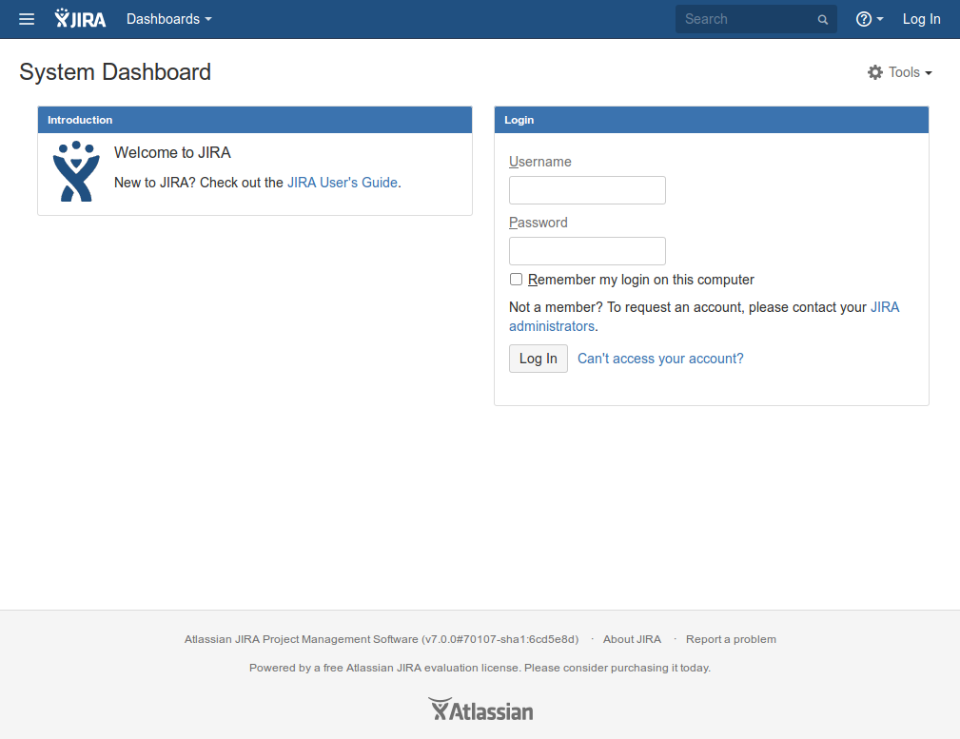 JIRA Dashboards Search Log In
System Dashboard
Tools
Introduction
Welcome to JIRA
New to JIRA? Check out the JIRA User's Guide.
Login
Username
Password
Remember my login on this computer
Not a member? To request an account, please contact your JIRA
administrators.
Log In Can't access your account?
Atlassian JIRA Project Management Software (v7.0.0#70107-sha1:6cd5e8d) · About JIRA · Report a problem
Powered by a free Atlassian JIRA evaluation license. Please consider purchasing it today.
Atlassian